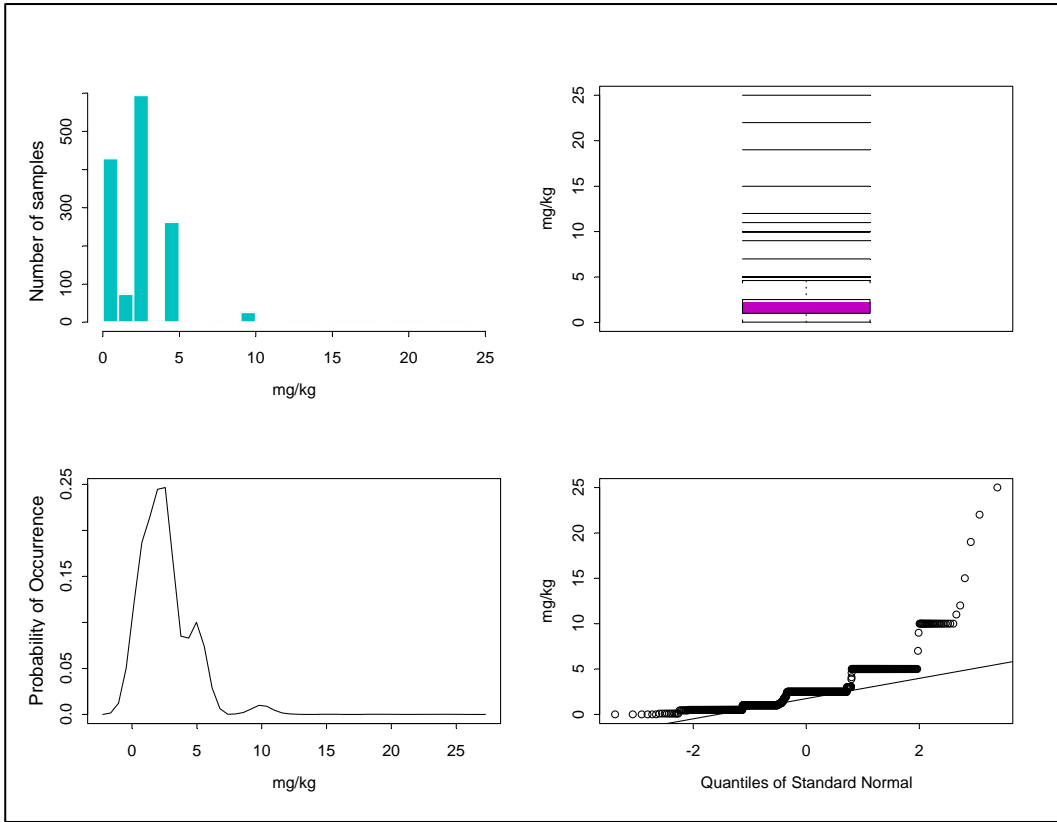 Number of samples
500
300
100
0
0 5 10 15 20 25
mg/kg
mg/kg
25
20
15
10
5
0
Probability of Occurrence
0.25
0.15
0.05
0.0
0 5 10 15 20 25
mg/kg
mg/kg
25
20
15
10
5
0
-2 0 2
Quantiles of Standard Normal